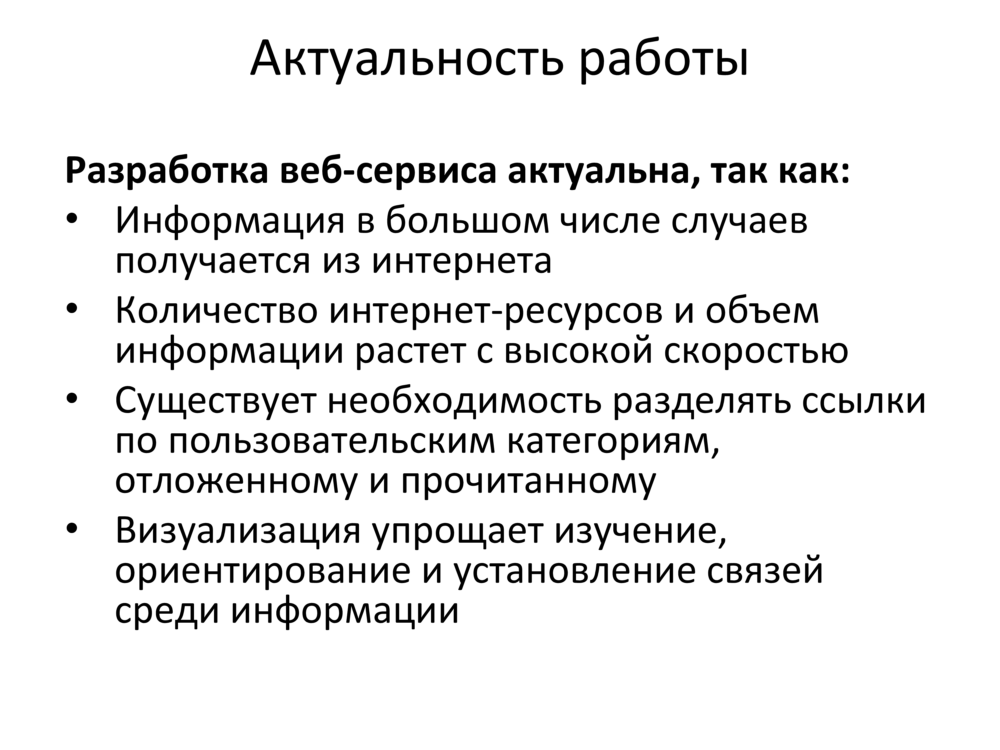 Актуальность работы
Разработка веб-сервиса актуальна, так как:
• Информация в большом числе случаев
получается из интернета
• Количество интернет-ресурсов и объем
информации растет с высокой скоростью
• Существует необходимость разделять ссылки
по пользовательским категориям,
отложенному и прочитанному
• Визуализация упрощает изучение,
ориентирование и установление связей
среди информации